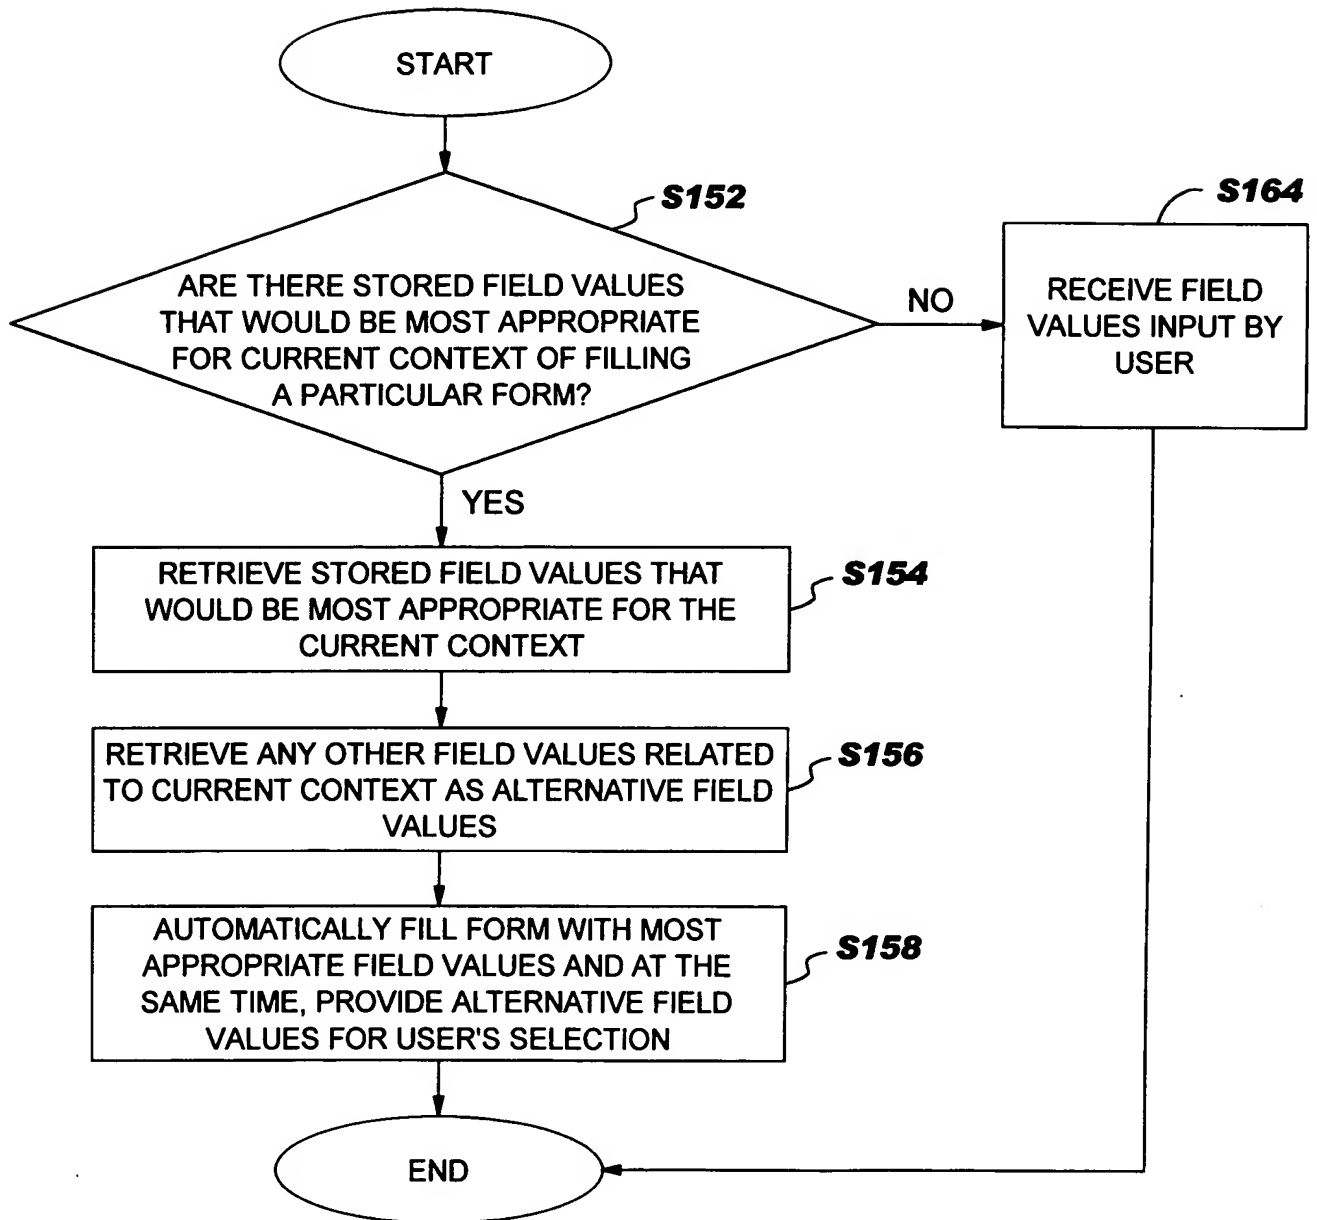 START
S152
ARE THERE STORED FIELD VALUES
THAT WOULD BE MOST APPROPRIATE
FOR CURRENT CONTEXT OF FILLING
A PARTICULAR FORM?
NO
S164
RECEIVE FIELD
VALUES INPUT BY
USER
YES
RETRIEVE STORED FIELD VALUES THAT
WOULD BE MOST APPROPRIATE FOR THE
CURRENT CONTEXT
S154
RETRIEVE ANY OTHER FIELD VALUES RELATED
TO CURRENT CONTEXT AS ALTERNATIVE FIELD
VALUES
S156
AUTOMATICALLY FILL FORM WITH MOST
APPROPRIATE FIELD VALUES AND AT THE
SAME TIME, PROVIDE ALTERNATIVE FIELD
VALUES FOR USER'S SELECTION
S158
END